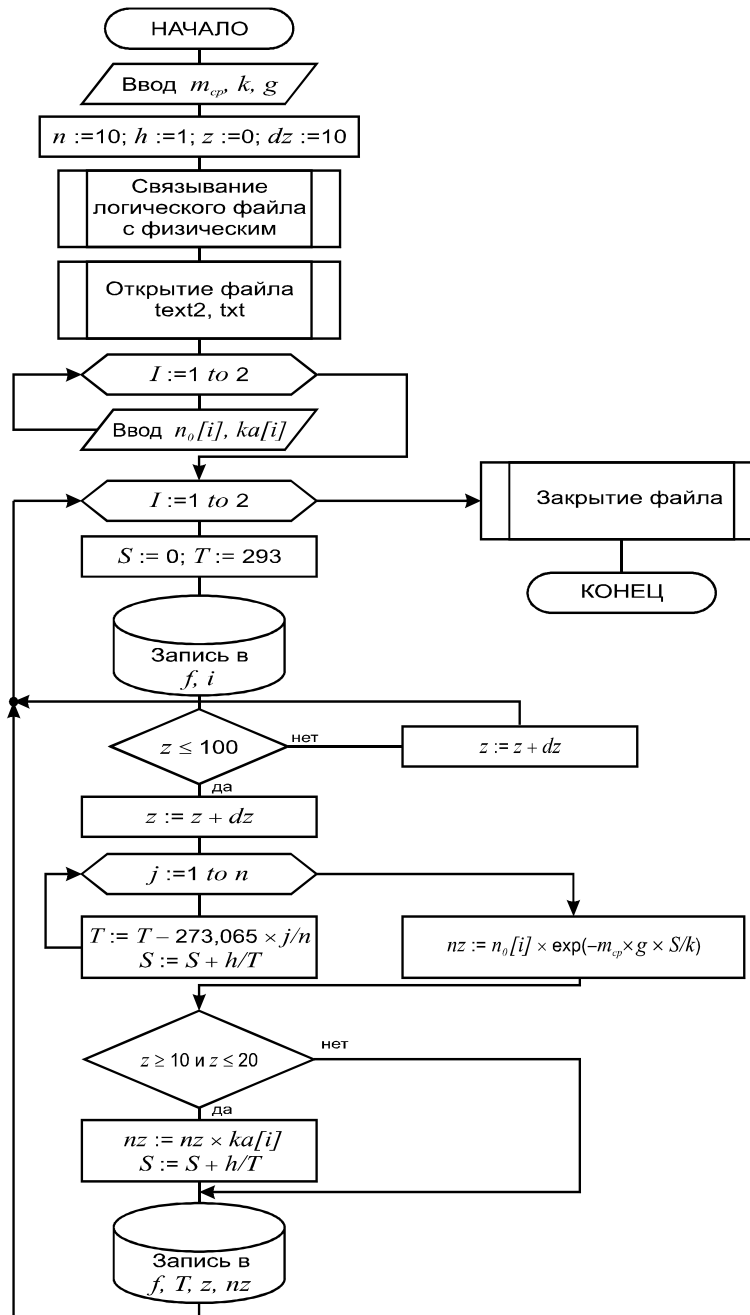 НАЧАЛО
Ввод m_ср, k, g
n :=10; h :=1; z :=0; dz :=10
Связывание
логического файла
с физическим
Открытие файла
text2, txt
I :=1 to 2
Ввод n₀[i], ka[i]
I :=1 to 2
Закрытие файла
S := 0; T := 293
КОНЕЦ
Запись в
f, i
z ≤ 100
нет
z := z + dz
да
z := z + dz
j :=1 to n
T := T – 273,065 × j/n
S := S + h/T
nz := n₀[i] × exp(–m_ср × g × S/k)
z ≥ 10 и z ≤ 20
нет
да
nz := nz × ka[i]
S := S + h/T
Запись в
f, T, z, nz